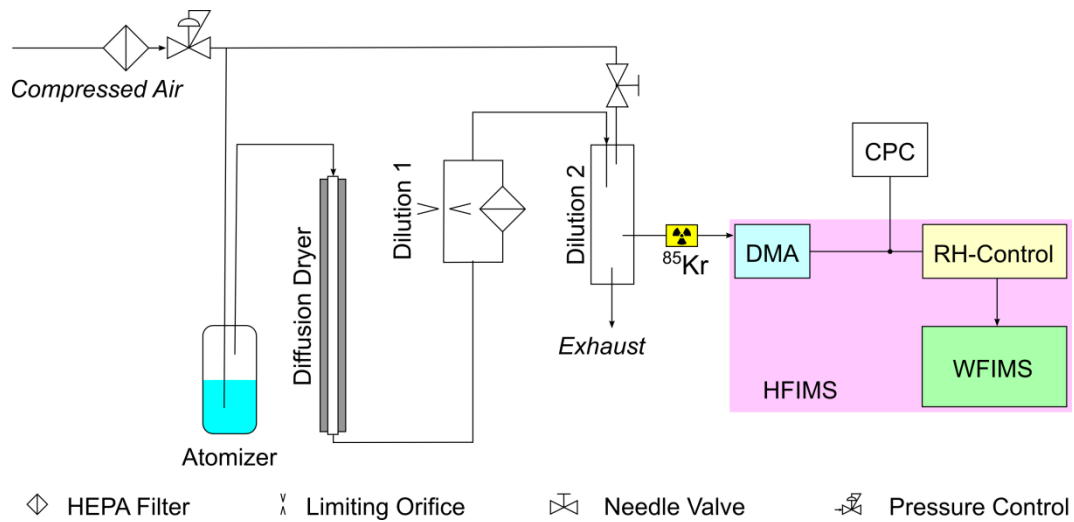 Compressed Air
Atomizer
Diffusion Dryer
Dilution 1
Dilution 2
Exhaust
⁸⁵Kr
CPC
DMA
RH-Control
WFIMS
HFIMS
HEPA Filter
Limiting Orifice
Needle Valve
Pressure Control